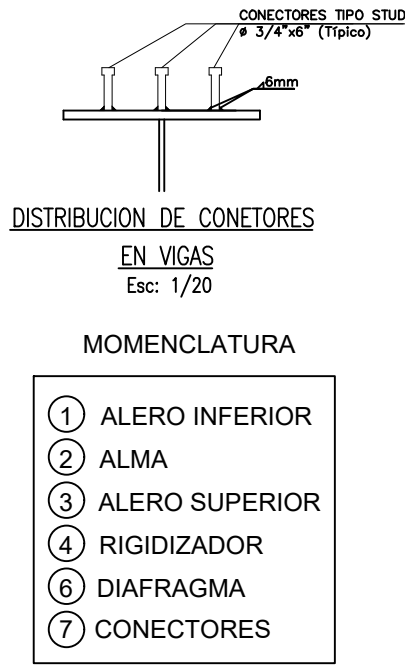 CONECTORES TIPO STUD
ø 3/4"x6" (Típico)
6mm
DISTRIBUCION DE CONETORES
EN VIGAS
Esc: 1/20
MOMENCLATURA
1 ALERO INFERIOR
2 ALMA
3 ALERO SUPERIOR
4 RIGIDIZADOR
6 DIAFRAGMA
7 CONECTORES